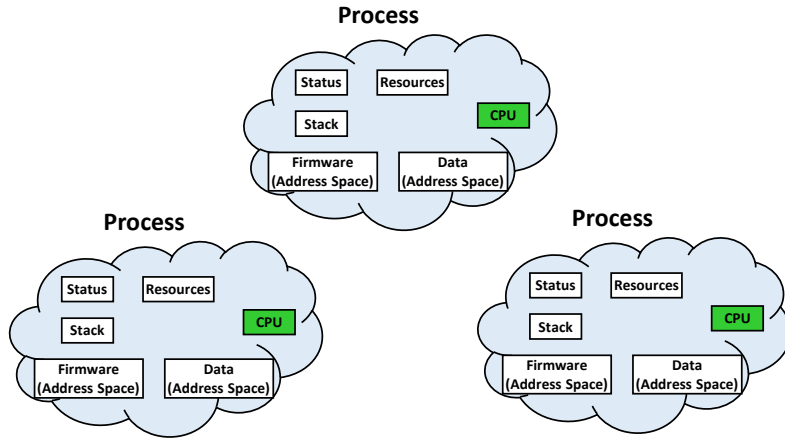 Process
Status
Resources
Stack
CPU
Firmware
(Address Space)
Data
(Address Space)
Process
Status
Resources
Stack
CPU
Firmware
(Address Space)
Data
(Address Space)
Process
Status
Resources
Stack
CPU
Firmware
(Address Space)
Data
(Address Space)